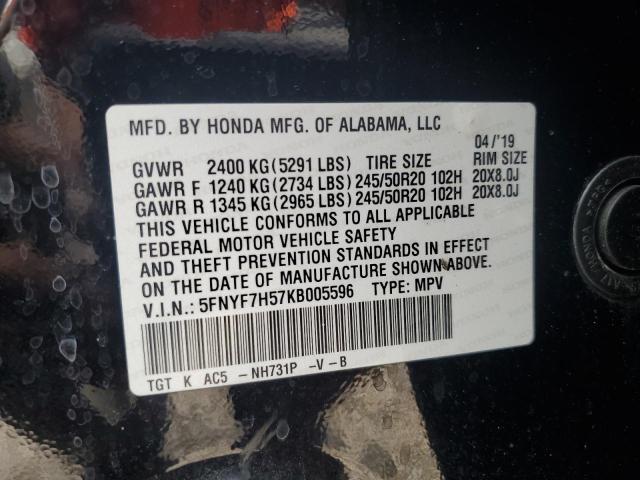 MFD. BY HONDA MFG. OF ALABAMA, LLC
04/'19
GVWR 2400 KG(5291 LBS) TIRE SIZE RIM SIZE
GAWR F 1240 KG(2734 LBS)245/50R20 102H 20X8.0J
GAWR R 1345 KG(2965 LBS)245/50R20 102H 20X8.0J
THIS VEHICLE CONFORMS TO ALL APPLICABLE
FEDERAL MOTOR VEHICLE SAFETY
AND THEFT PREVENTION STANDARDS IN EFFECT
ON THE DATE OF MANUFACTURE SHOWN ABOVE.
V.I.N.: 5FNYF7H57KB005596 TYPE: MPV
TGT K AC5 - NH731P -V - B